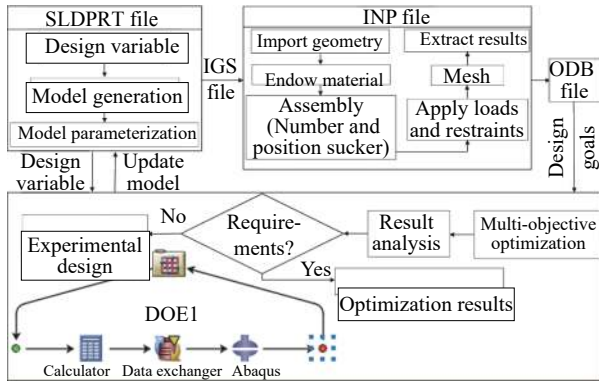 SLDPRT file
Design variable
Model generation
Model parameterization
IGS
file
INP file
Import geometry
Endow material
Assembly
(Number and
position sucker)
Extract results
Mesh
Apply loads
and restraints
ODB
file
Design
variable
Update
model
Design
goals
No
Require-
ments?
Yes
Result
analysis
Multi-objective
optimization
Experimental
design
Optimization results
DOE1
Calculator
Data exchanger
Abaqus